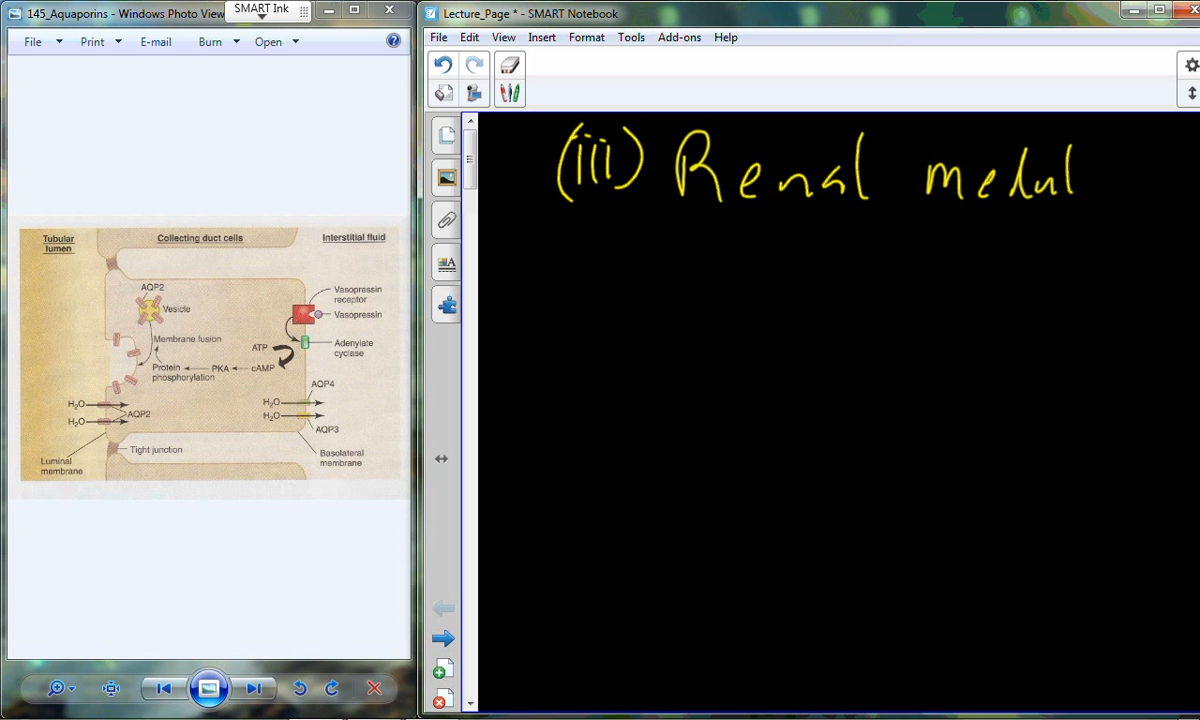 145_Aquaporins - Windows Photo View
SMART Ink
File Print E-mail Burn Open
Tubular lumen
Collecting duct cells
Interstitial fluid
AQP2
Vesicle
Vasopressin receptor
Vasopressin
Membrane fusion
ATP
Adenylate cyclase
Protein phosphorylation
PKA
cAMP
AQP4
H2O
H2O
AQP2
H2O
H2O
AQP3
Tight junction
Luminal membrane
Basolateral membrane
Lecture_Page * - SMART Notebook
File Edit View Insert Format Tools Add-ons Help
(iii) Renal medul